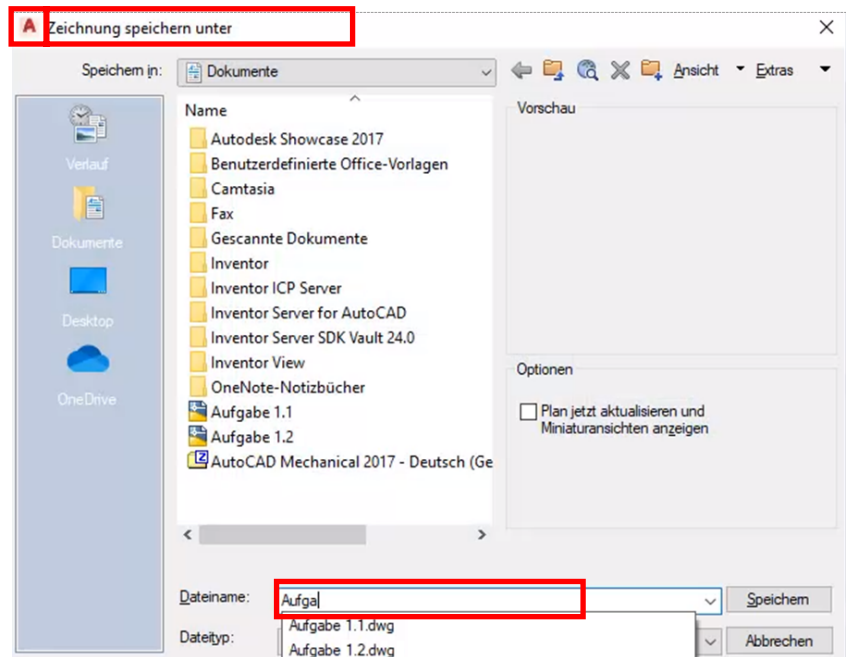 A Zeichnung speichern unter
Speichern in: Dokumente Ansicht Extras
Verlauf
Dokumente
Desktop
OneDrive
Name
Autodesk Showcase 2017
Benutzerdefinierte Office-Vorlagen
Camtasia
Fax
Gescannte Dokumente
Inventor
Inventor ICP Server
Inventor Server for AutoCAD
Inventor Server SDK Vault 24.0
Inventor View
OneNote-Notizbücher
Aufgabe 1.1
Aufgabe 1.2
AutoCAD Mechanical 2017 - Deutsch (Ge
Vorschau
Optionen
Plan jetzt aktualisieren und
Miniaturansichten anzeigen
Dateiname: Aufga Speichern
Aufgabe 1.1.dwg
Dateityp: Abbrechen
Aufgabe 1.2.dwg